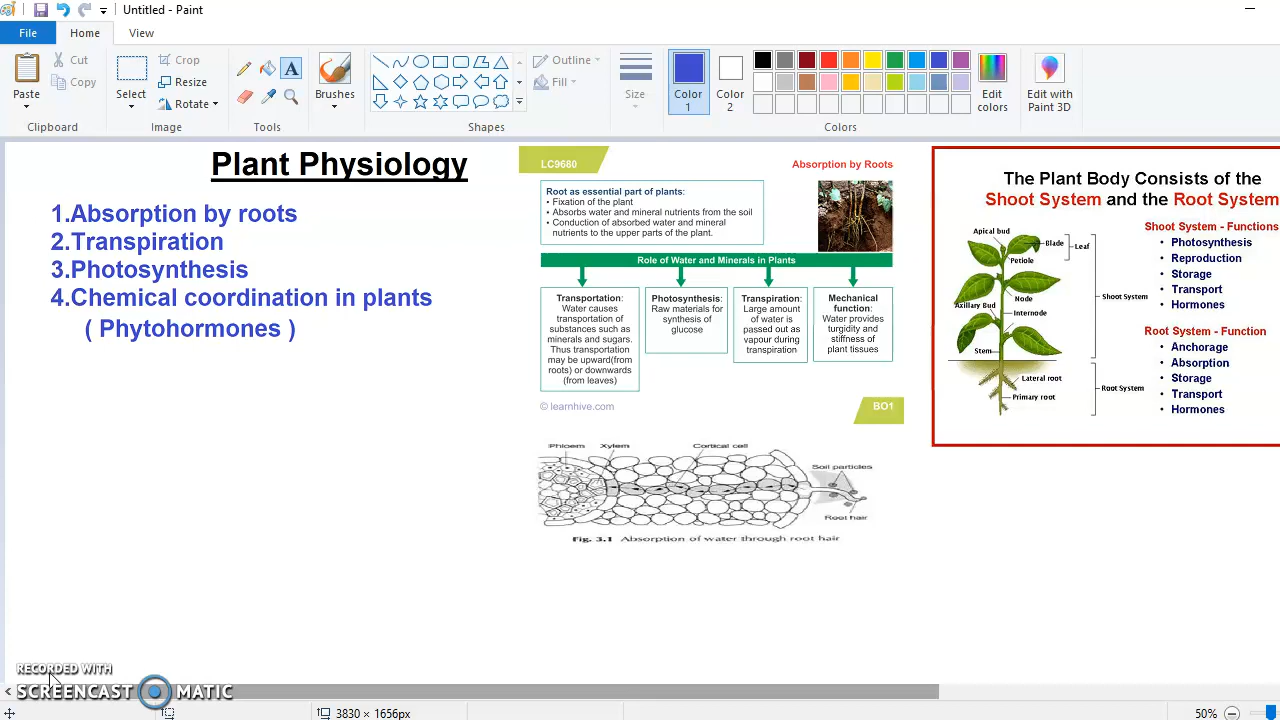 Untitled - Paint
File
Home
View
Paste
Cut
Copy
Clipboard
Select
Crop
Resize
Rotate
Image
A
Tools
Brushes
Outline
Fill
Shapes
Size
Color
1
Color
2
Edit
colors
Colors
Edit with
Paint 3D
Plant Physiology
1.Absorption by roots
2.Transpiration
3.Photosynthesis
4.Chemical coordination in plants
( Phytohormones )
LC9680
Absorption by Roots
Root as essential part of plants:
• Fixation of the plant
• Absorbs water and mineral nutrients from the soil
• Conduction of absorbed water and mineral
nutrients to the upper parts of the plant.
Role of Water and Minerals in Plants
Transportation:
Water causes
transportation of
substances such as
minerals and sugars.
Thus transportation
may be upward(from
roots) or downwards
(from leaves)
Photosynthesis:
Raw materials for
synthesis of
glucose
Transpiration:
Large amount
of water is
passed out as
vapour during
transpiration
Mechanical
function:
Water provides
turgidity and
stiffness of
plant tissues
© learnhive.com
BO1
Phloem
Xylem
Cortical cell
Soil particles
Root hair
Fig. 3.1 Absorption of water through root hair
The Plant Body Consists of the
Shoot System and the Root System
Apical bud
Blade
Leaf
Petiole
Node
Axillary Bud
Internode
Stem
Shoot System
Lateral root
Root System
Primary root
Shoot System - Functions
• Photosynthesis
• Reproduction
• Storage
• Transport
• Hormones
Root System - Function
• Anchorage
• Absorption
• Storage
• Transport
• Hormones
RECORDED WITH
SCREENCAST MATIC
3830 × 1656px
50%